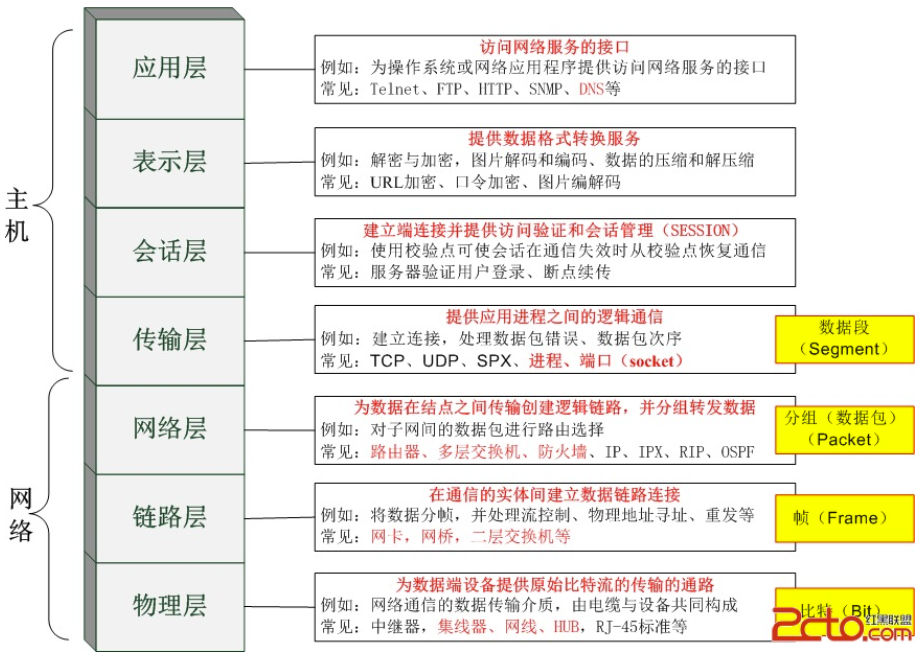 主机
网络
应用层
访问网络服务的接口
例如：为操作系统或网络应用程序提供访问网络服务的接口
常见：Telnet、FTP、HTTP、SNMP、DNS等
表示层
提供数据格式转换服务
例如：解密与加密，图片解码和编码、数据的压缩和解压缩
常见：URL加密、口令加密、图片编解码
会话层
建立端连接并提供访问验证和会话管理（SESSION）
例如：使用校验点可使会话在通信失效时从校验点恢复通信
常见：服务器验证用户登录、断点续传
传输层
提供应用进程之间的逻辑通信
例如：建立连接，处理数据包错误、数据包次序
常见：TCP、UDP、SPX、进程、端口（socket）
数据段
（Segment）
网络层
为数据在结点之间传输创建逻辑链路，并分组转发数据
例如：对子网间的数据包进行路由选择
常见：路由器、多层交换机、防火墙、IP、IPX、RIP、OSPF
分组（数据包）
（Packet）
链路层
在通信的实体间建立数据链路连接
例如：将数据分帧，并处理流控制、物理地址寻址、重发等
常见：网卡，网桥，二层交换机等
帧（Frame）
物理层
为数据端设备提供原始比特流的传输的通路
例如：网络通信的数据传输介质，由电缆与设备共同构成
常见：中继器，集线器、网线、HUB，RJ-45标准等
比特（Bit）
2cto.com
红黑联盟